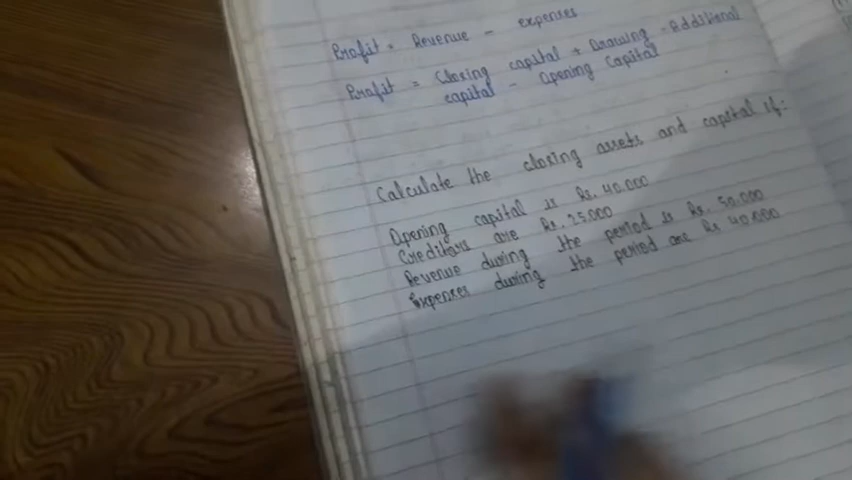 Profit = Revenue - expenses
Profit = Closing capital + Drawing - Additional
capital - Opening Capital
Calculate the closing assets and capital if:-
Opening capital is Rs. 40.000
Creditors are Rs. 25.000
Revenue during the period is Rs. 50.000
Expenses during the period are Rs 40.000